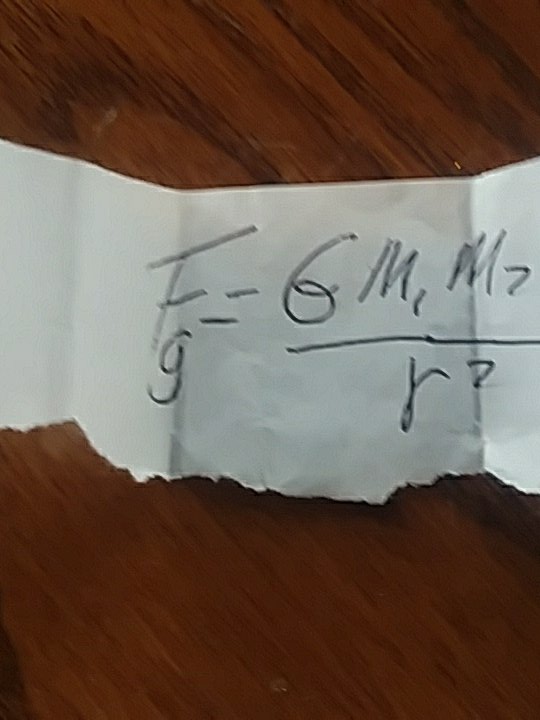 Fg = G M1 M2
r²